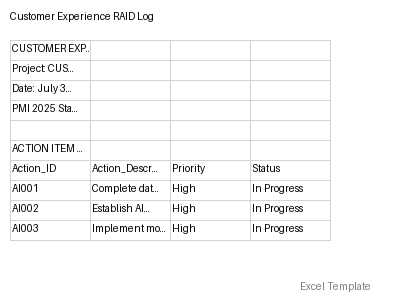 Customer Experience RAID Log
CUSTOMER EXP...
Project: CUS...
Date: July 3...
PMI 2025 Sta...
ACTION ITEM ...
Action_ID Action_Descr... Priority Status
AI001 Complete dat... High In Progress
AI002 Establish AI... High In Progress
AI003 Implement mo... High In Progress
Excel Template